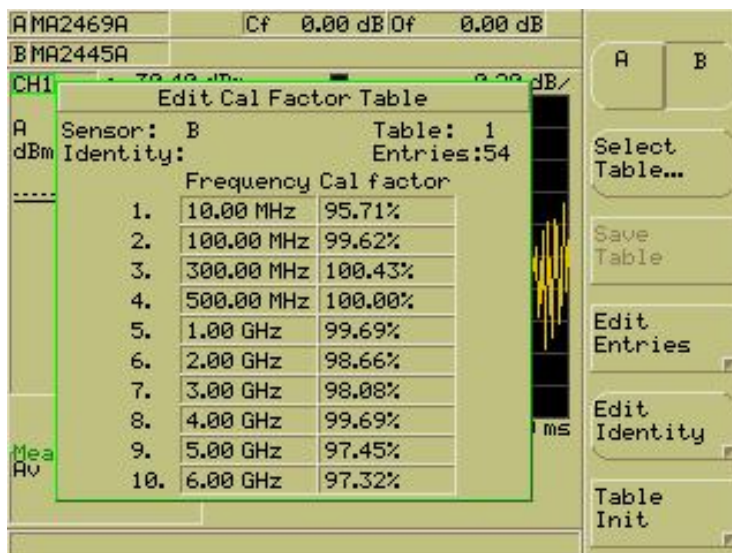 A MA2469A Cf 0.00 dB Of 0.00 dB
B MA2445A
CH1 dB/
Edit Cal Factor Table
Sensor: B Table: 1
Identity: Entries:54
Frequency Cal factor
1. 10.00 MHz 95.71%
2. 100.00 MHz 99.62%
3. 300.00 MHz 100.43%
4. 500.00 MHz 100.00%
5. 1.00 GHz 99.69%
6. 2.00 GHz 98.66%
7. 3.00 GHz 98.08%
8. 4.00 GHz 99.69%
9. 5.00 GHz 97.45%
10. 6.00 GHz 97.32%
A
dBm
ms
Mea
AV
A B
Select
Table...
Save
Table
Edit
Entries
Edit
Identity
Table
Init